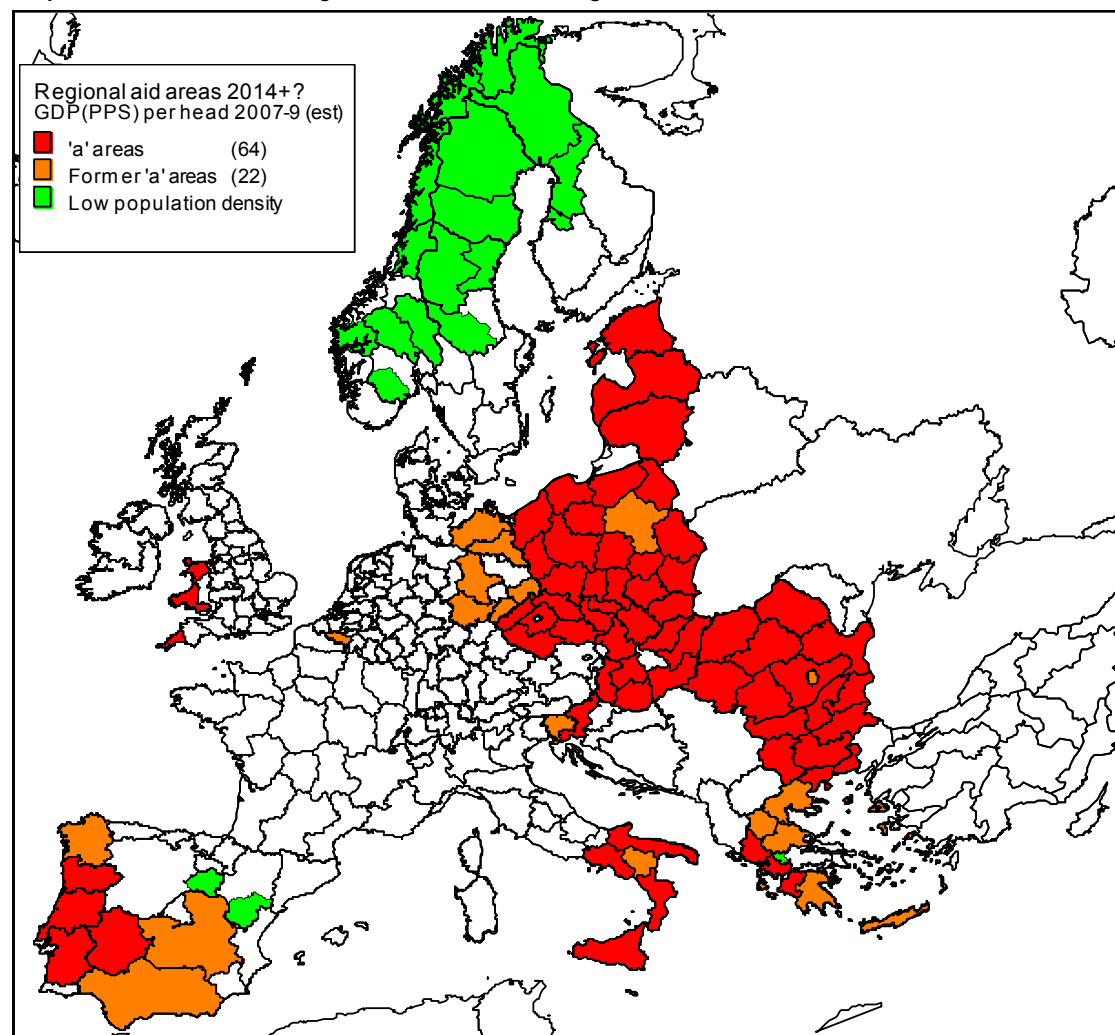 Regional aid areas 2014+?
GDP(PPS) per head 2007-9 (est)
'a' areas (64)
Former 'a' areas (22)
Low population density